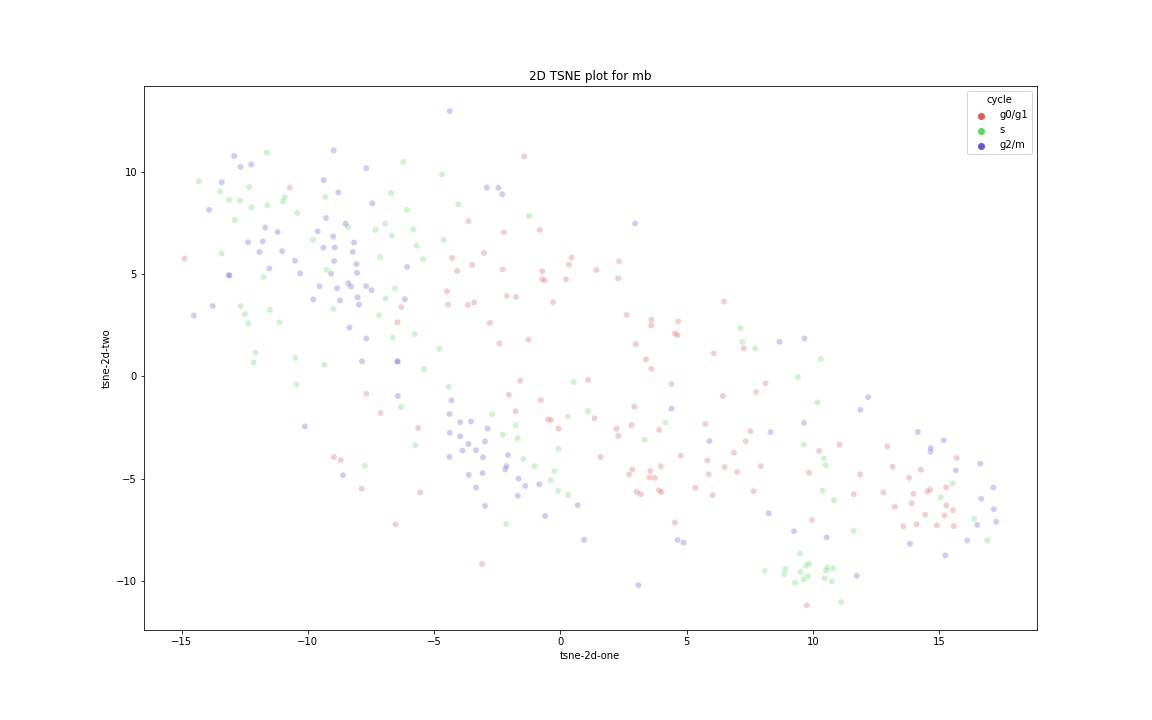 2D TSNE plot for mb
cycle
g0/g1
s
g2/m
10
5
0
−5
−10
tsne-2d-two
−15
−10
−5
0
5
10
15
tsne-2d-one